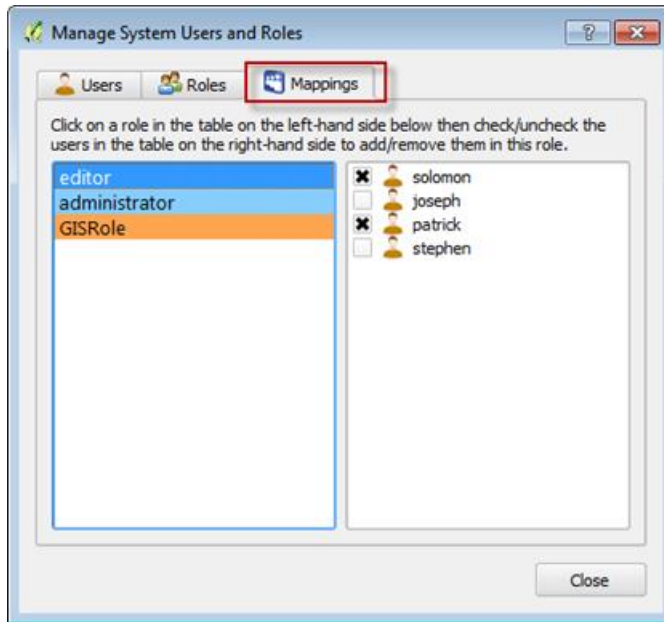 Manage System Users and Roles
Users Roles Mappings
Click on a role in the table on the left-hand side below then check/uncheck the
users in the table on the right-hand side to add/remove them in this role.
editor
administrator
GISRole
solomon
joseph
patrick
stephen
Close